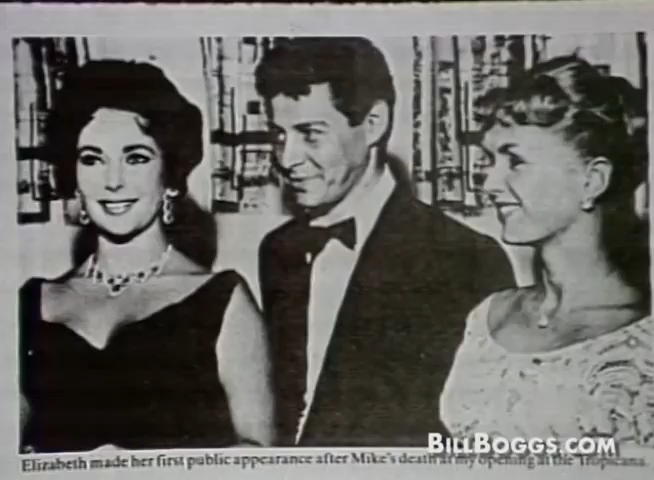 BILLBOGGS.COM
Elizabeth made her first public appearance after Mike's death at my opening at the Tropicana.